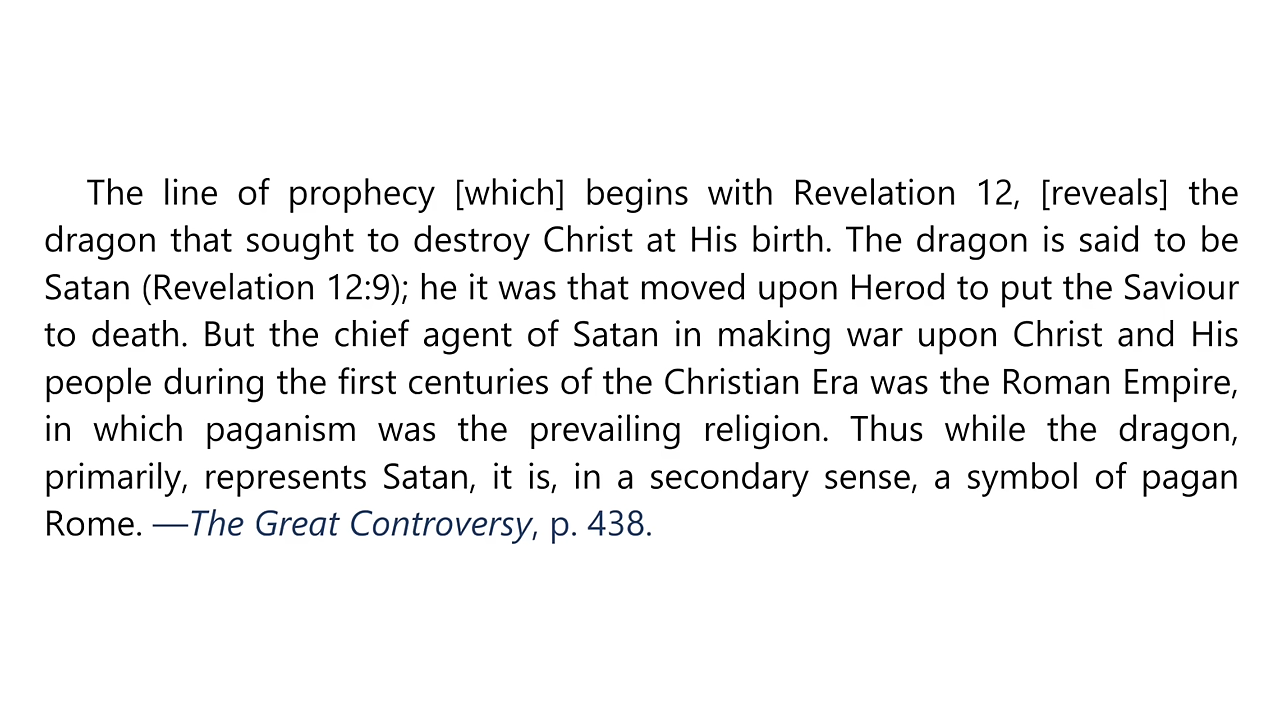 The line of prophecy [which] begins with Revelation 12, [reveals] the
dragon that sought to destroy Christ at His birth. The dragon is said to be
Satan (Revelation 12:9); he it was that moved upon Herod to put the Saviour
to death. But the chief agent of Satan in making war upon Christ and His
people during the first centuries of the Christian Era was the Roman Empire,
in which paganism was the prevailing religion. Thus while the dragon,
primarily, represents Satan, it is, in a secondary sense, a symbol of pagan
Rome. —The Great Controversy, p. 438.